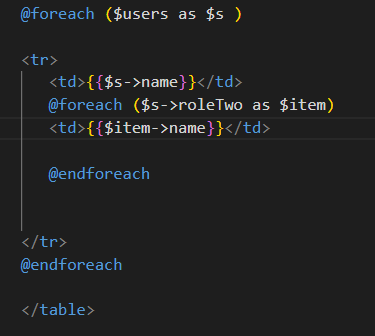 @foreach ($users as $s )
<tr>
<td>{{$s->name}}</td>
@foreach ($s->roleTwo as $item)
<td>{{$item->name}}</td>
@endforeach
</tr>
@endforeach
</table>